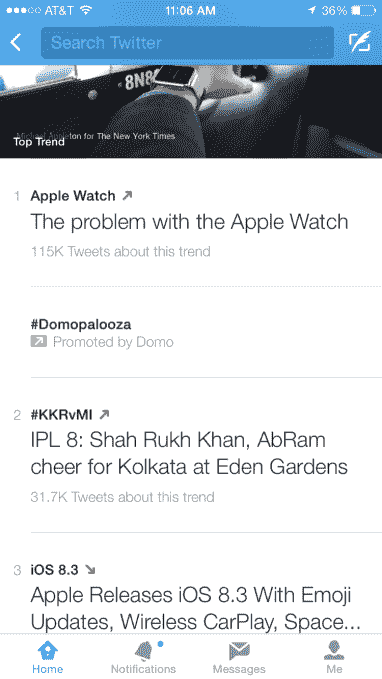 AT&T 11:06 AM 36%
Search Twitter
8N8
Michael Appleton for The New York Times
Top Trend
1 Apple Watch
The problem with the Apple Watch
115K Tweets about this trend
#Domopalooza
Promoted by Domo
2 #KKRvMI
IPL 8: Shah Rukh Khan, AbRam
cheer for Kolkata at Eden Gardens
31.7K Tweets about this trend
3 iOS 8.3
Apple Releases iOS 8.3 With Emoji
Updates, Wireless CarPlay, Space...
Home Notifications Messages Me